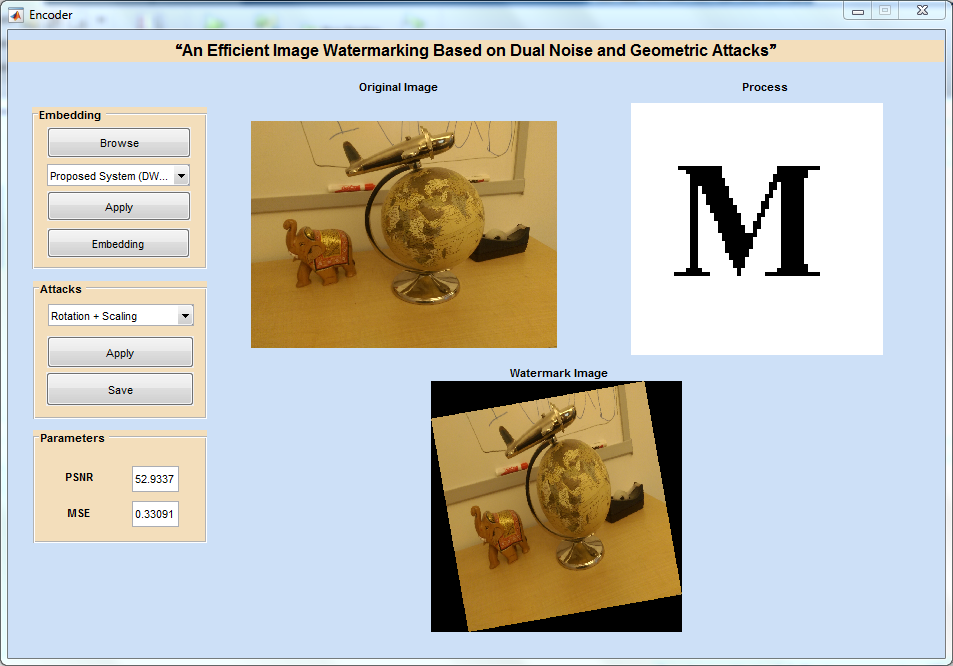 Encoder
“An Efficient Image Watermarking Based on Dual Noise and Geometric Attacks”
Original Image
Process
Embedding
Browse
Proposed System (DW...
Apply
Embedding
Attacks
Rotation + Scaling
Apply
Save
Parameters
PSNR 52.9337
MSE 0.33091
M
Watermark Image